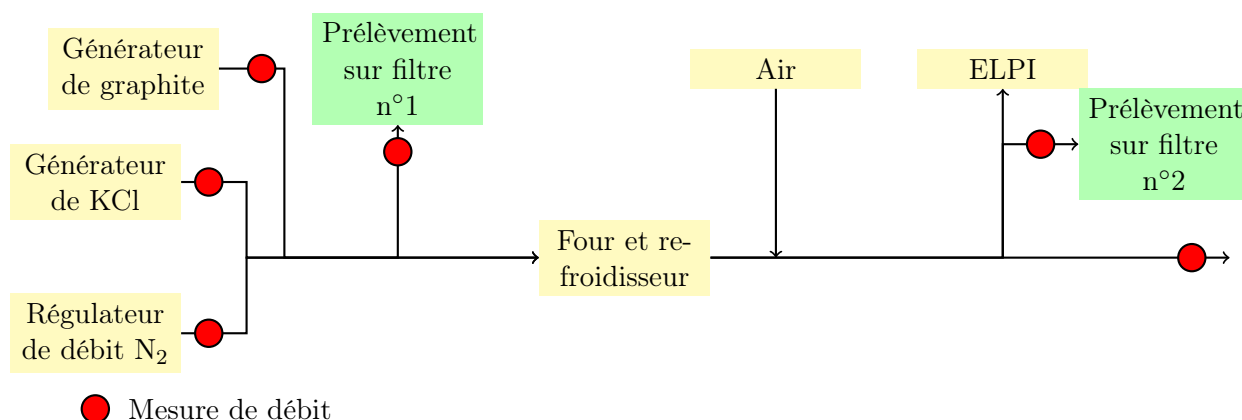 Générateur
de graphite
Prélèvement
sur filtre
n°1
Air
ELPI
Prélèvement
sur filtre
n°2
Générateur
de KCl
Four et re-
froidisseur
Régulateur
de débit N₂
Mesure de débit